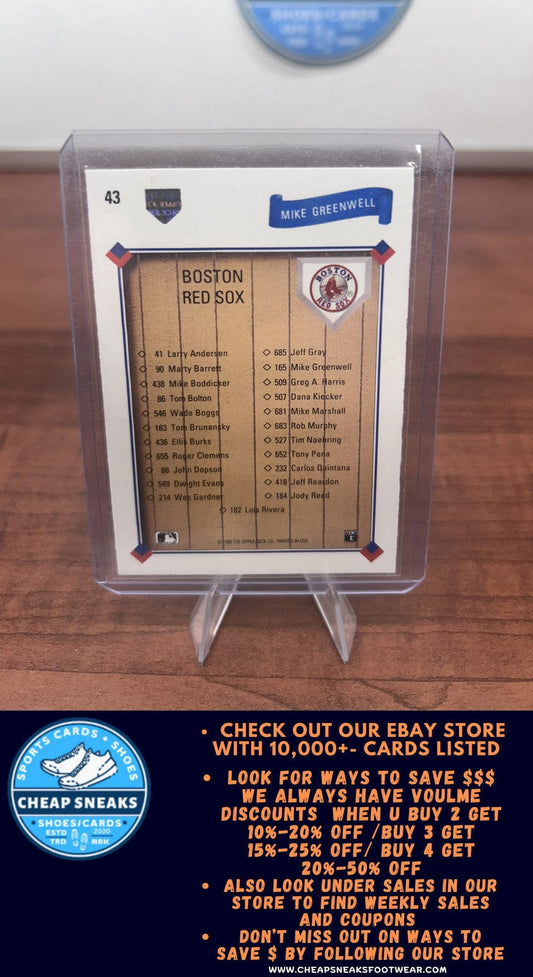 43
MIKE GREENWELL
BOSTON
RED SOX
BOSTON
RED SOX
41 Larry Andersen
90 Marty Barrett
438 Mike Boddicker
86 Tom Bolton
546 Wade Boggs
163 Tom Brunansky
436 Ellis Burks
655 Roger Clemens
88 John Dopson
549 Dwight Evans
214 Wes Gardner
685 Jeff Gray
165 Mike Greenwell
509 Greg A. Harris
507 Dana Kiecker
681 Mike Marshall
683 Rob Murphy
527 Tim Naehring
652 Tony Pena
232 Carlos Quintana
418 Jeff Reardon
184 Jody Reed
182 Luis Rivera
© 1990 THE UPPER DECK CO. PRINTED IN USA
SPORTS CARDS + SHOES
CHEAP SNEAKS
•SHOES/CARDS•
ESTD 2020
TRD MRK
• CHECK OUT OUR EBAY STORE
WITH 10,000+- CARDS LISTED
• LOOK FOR WAYS TO SAVE $$$
WE ALWAYS HAVE VOULME
DISCOUNTS WHEN U BUY 2 GET
10%-20% OFF /BUY 3 GET
15%-25% OFF/ BUY 4 GET
20%-50% OFF
• ALSO LOOK UNDER SALES IN OUR
STORE TO FIND WEEKLY SALES
AND COUPONS
• DON'T MISS OUT ON WAYS TO
SAVE $ BY FOLLOWING OUR STORE
WWW.CHEAPSNEAKSFOOTWEAR.COM